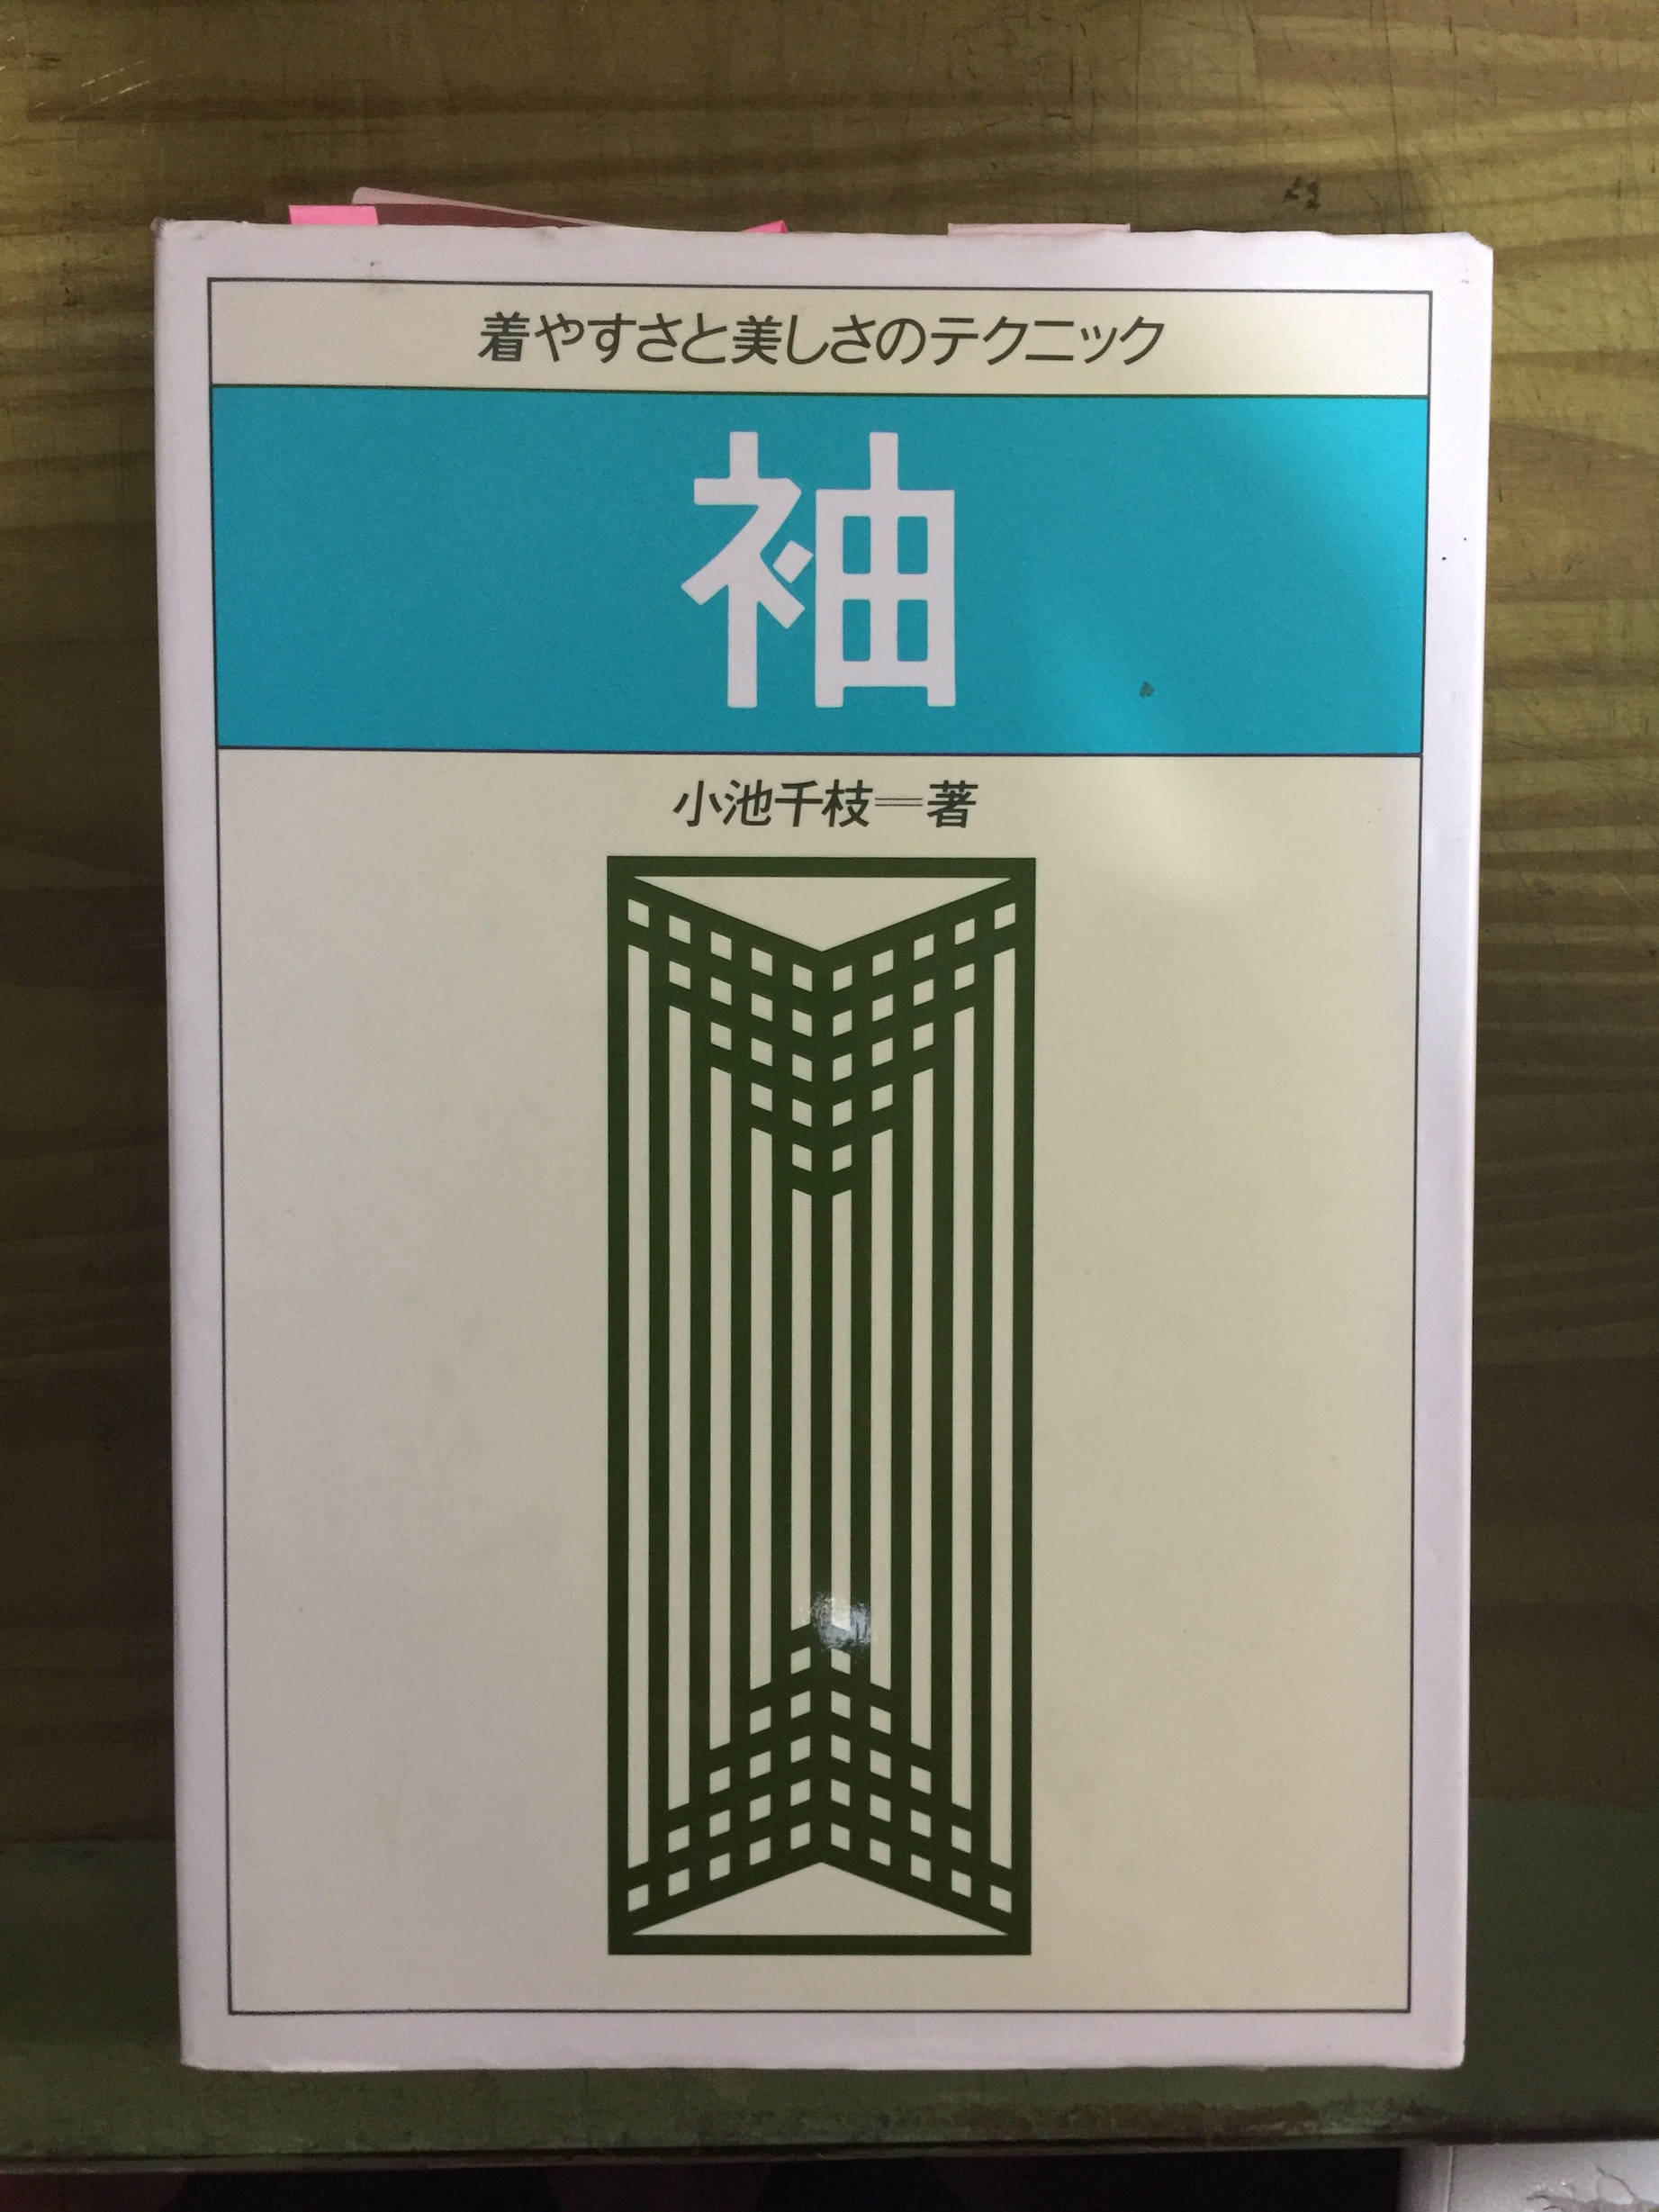 着やすさと美しさのテクニック
袖
小池千枝＝著